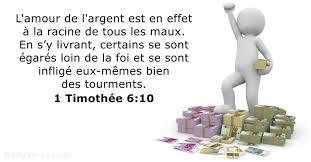 L'amour de l'argent est en effet
à la racine de tous les maux.
En s'y livrant, certains se sont
égarés loin de la foi et se sont
infligé eux-mêmes bien
des tourments.
1 Timothée 6:10